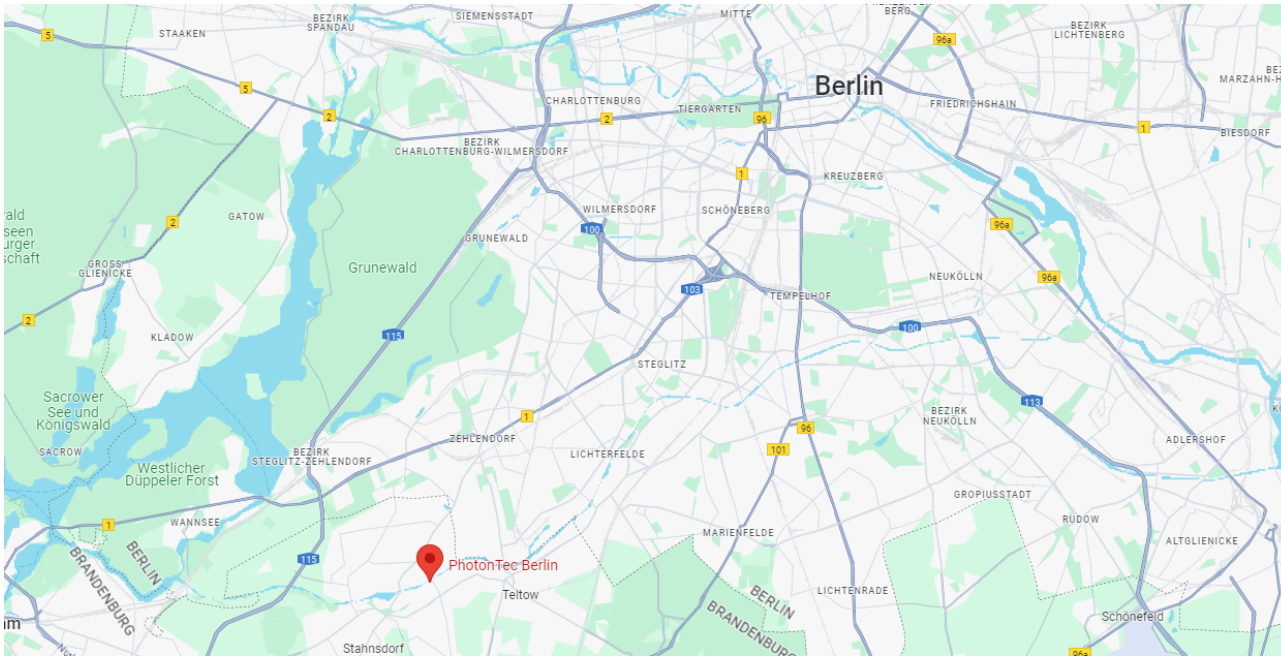 MITTE
BERG
BEZIRK
SPANDAU
SIEMENSSTADT
STAAKEN
5
96a
BEZIRK
LICHTENBERG
MARZAHN-H
Berlin
5
CHARLOTTENBURG
TIERGARTEN
FRIEDRICHSHAIN
2
2
96
1
BIESDORF
BEZIRK
CHARLOTTENBURG-WILMERSDORF
1
KREUZBERG
WILMERSDORF
SCHÖNEBERG
GATOW
2
100
96a
GRUNEWALD
GROSS
GLIENICKE
Grunewald
NEUKÖLLN
96a
103
TEMPELHOF
2
KLADOW
115
100
STEGLITZ
Sacrower
See und
Königswald
113
BEZIRK
NEUKÖLLN
1
96
ZEHLENDORF
ADLERSHOF
SACROW
BEZIRK
STEGLITZ-ZEHLENDORF
LICHTERFELDE
101
Westlicher
Düppeler Forst
GROPIUSSTADT
WANNSEE
1
RUDOW
MARIENFELDE
ALTGLIENICKE
BERLIN
BRANDENBURG
115
PhotonTec Berlin
Teltow
LICHTENRADE
BERLIN
BRANDENBURG
Schönefeld
Stahnsdorf
96a